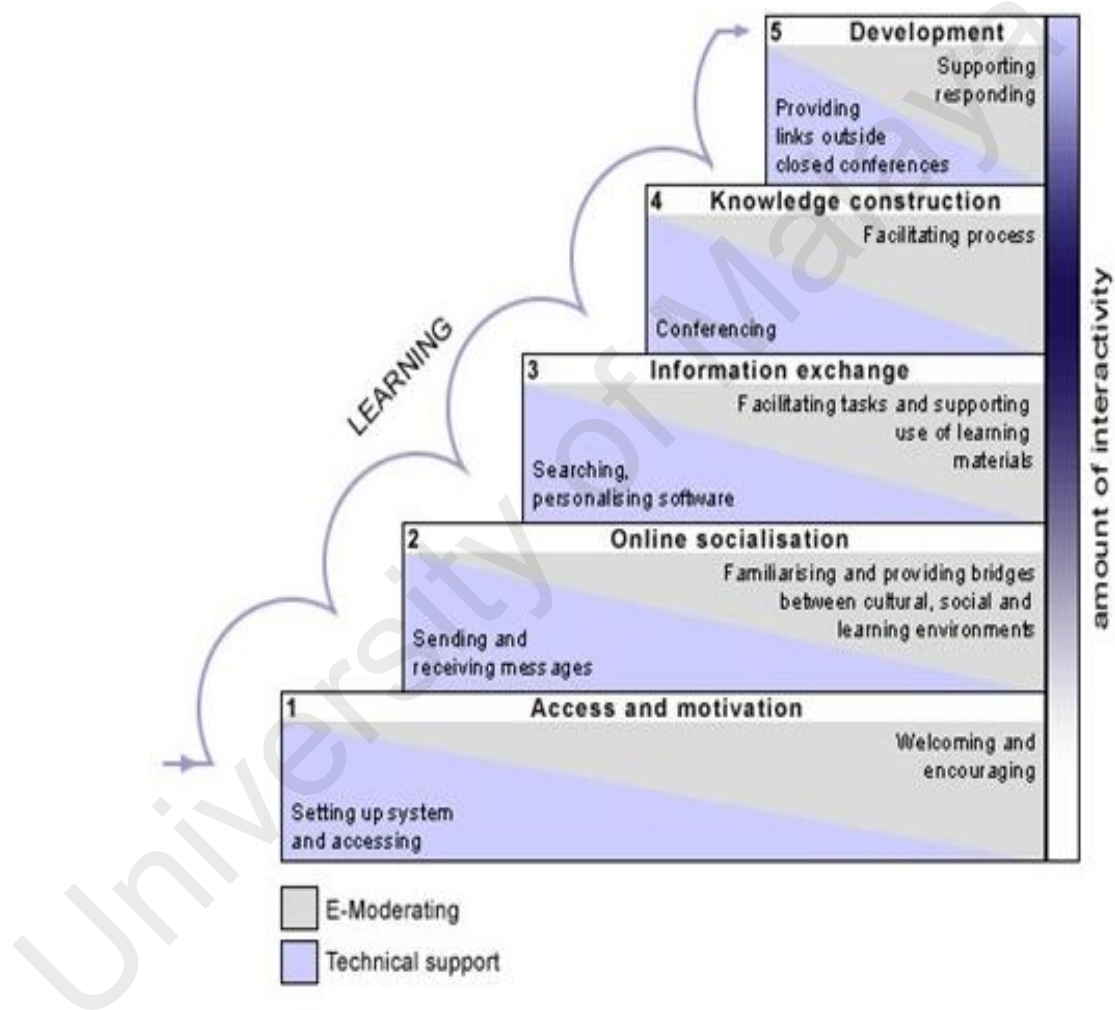 5 Development
Supporting
responding
Providing
links outside
closed conferences
4 Knowledge construction
Facilitating process
Conferencing
3 Information exchange
Facilitating tasks and supporting
use of learning
materials
Searching,
personalising software
2 Online socialisation
Familiarising and providing bridges
between cultural, social and
learning environments
Sending and
receiving messages
1 Access and motivation
Welcoming and
encouraging
Setting up system
and accessing
LEARNING
amount of interactivity
E-Moderating
Technical support
University of Malaya